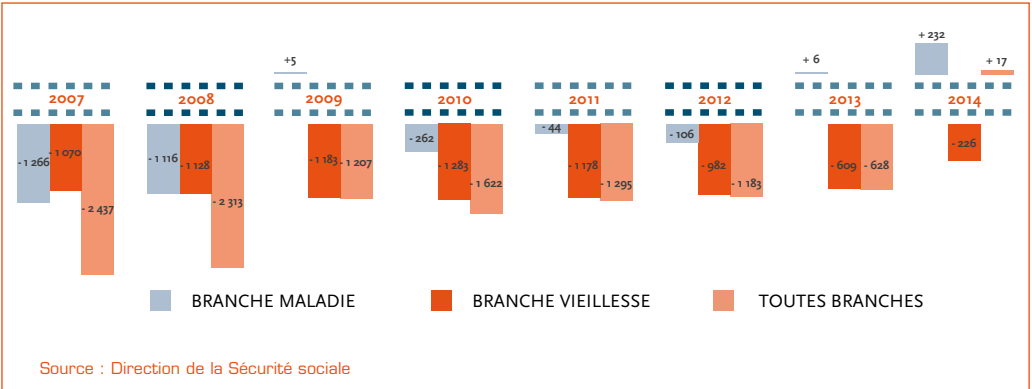 + 232
+5
+ 6
+ 17
2007 2008 2009 2010 2011 2012 2013 2014
- 44
- 262 - 106
- 1 266 - 1 070 - 1 116 - 1 128 - 1 183 - 1 207 - 1 283 - 1 178 - 982 - 609 - 628 - 226
- 1 622 - 1 295 - 1 183
- 2 437 - 2 313
BRANCHE MALADIE BRANCHE VIEILLESSE TOUTES BRANCHES
Source : Direction de la Sécurité sociale